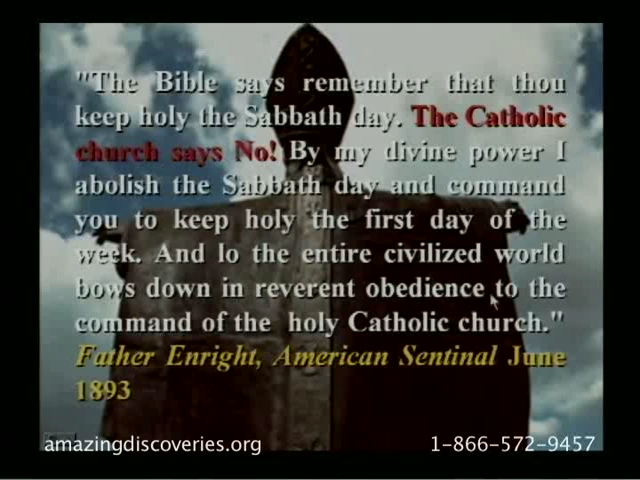 "The Bible says remember that thou
keep holy the Sabbath day. The Catholic
church says No! By my divine power I
abolish the Sabbath day and command
you to keep holy the first day of the
week. And lo the entire civilized world
bows down in reverent obedience to the
command of the holy Catholic church."
Father Enright, American Sentinal June
1893
amazingdiscoveries.org 1-866-572-9457